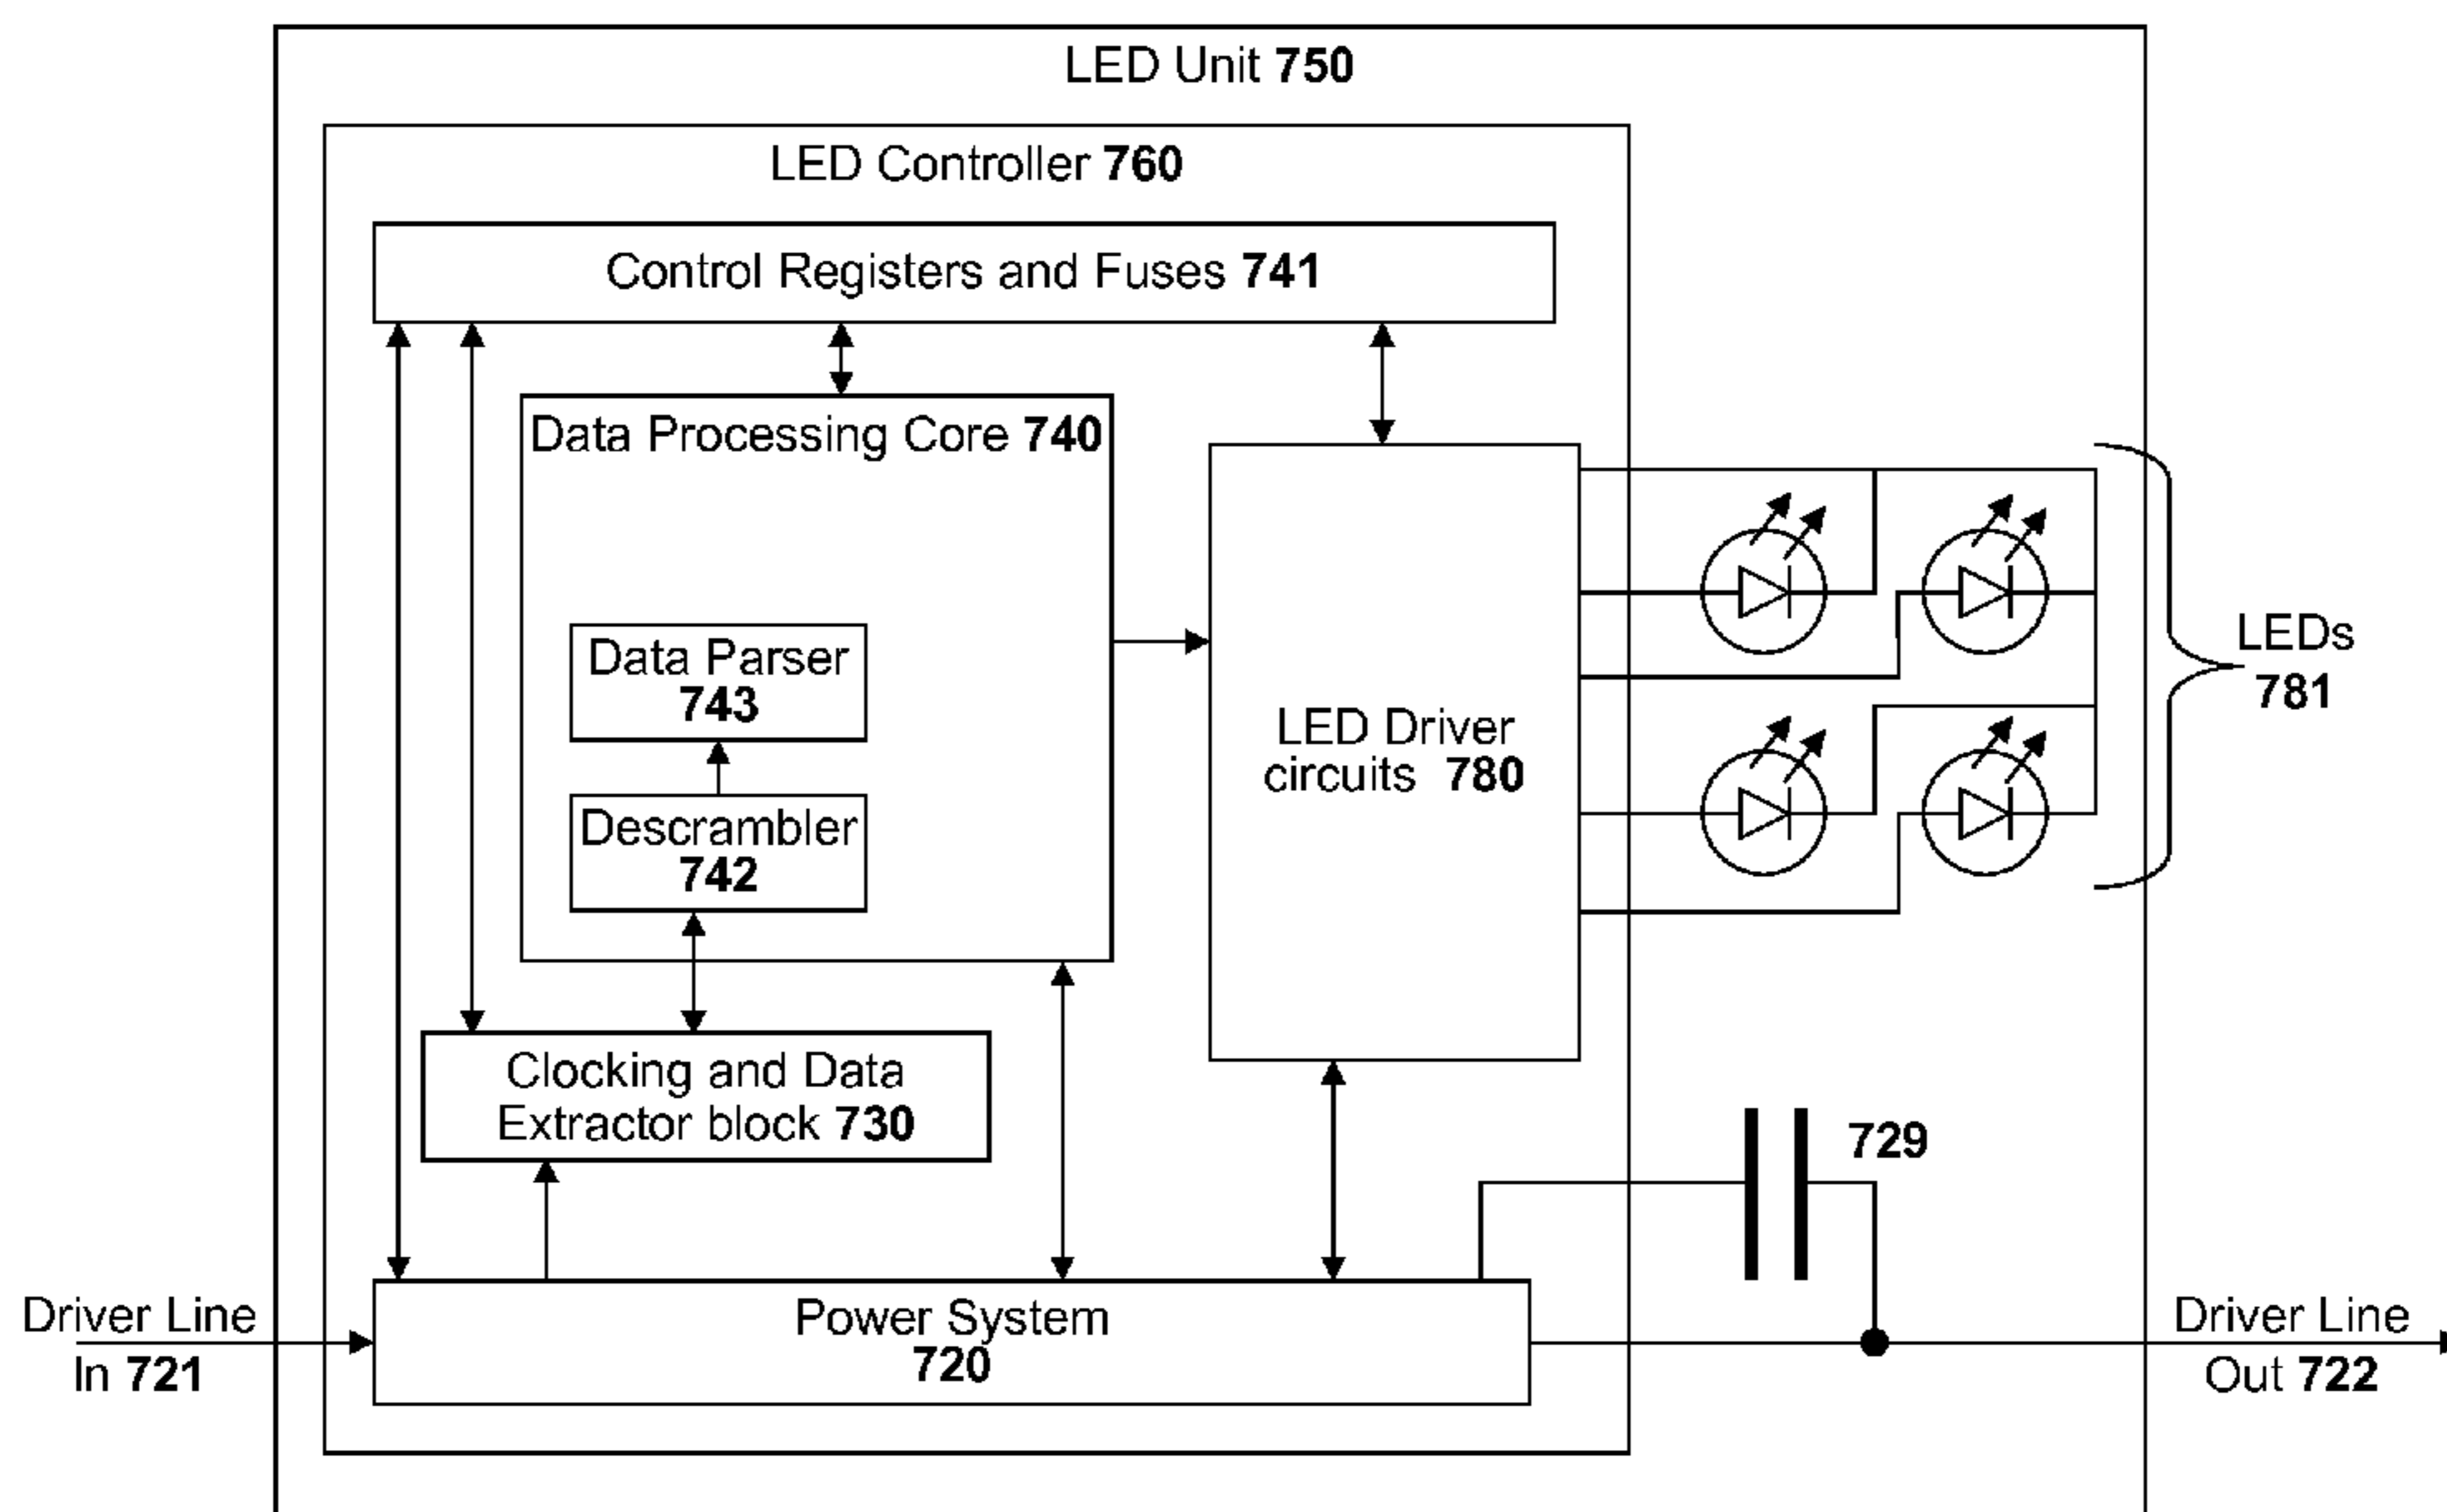 LED Unit 750
LED Controller 760
Control Registers and Fuses 741
Data Processing Core 740
Data Parser
743
Descrambler
742
LED Driver
circuits 780
LEDs
781
Clocking and Data
Extractor block 730
729
Driver Line
In 721
Power System
720
Driver Line
Out 722